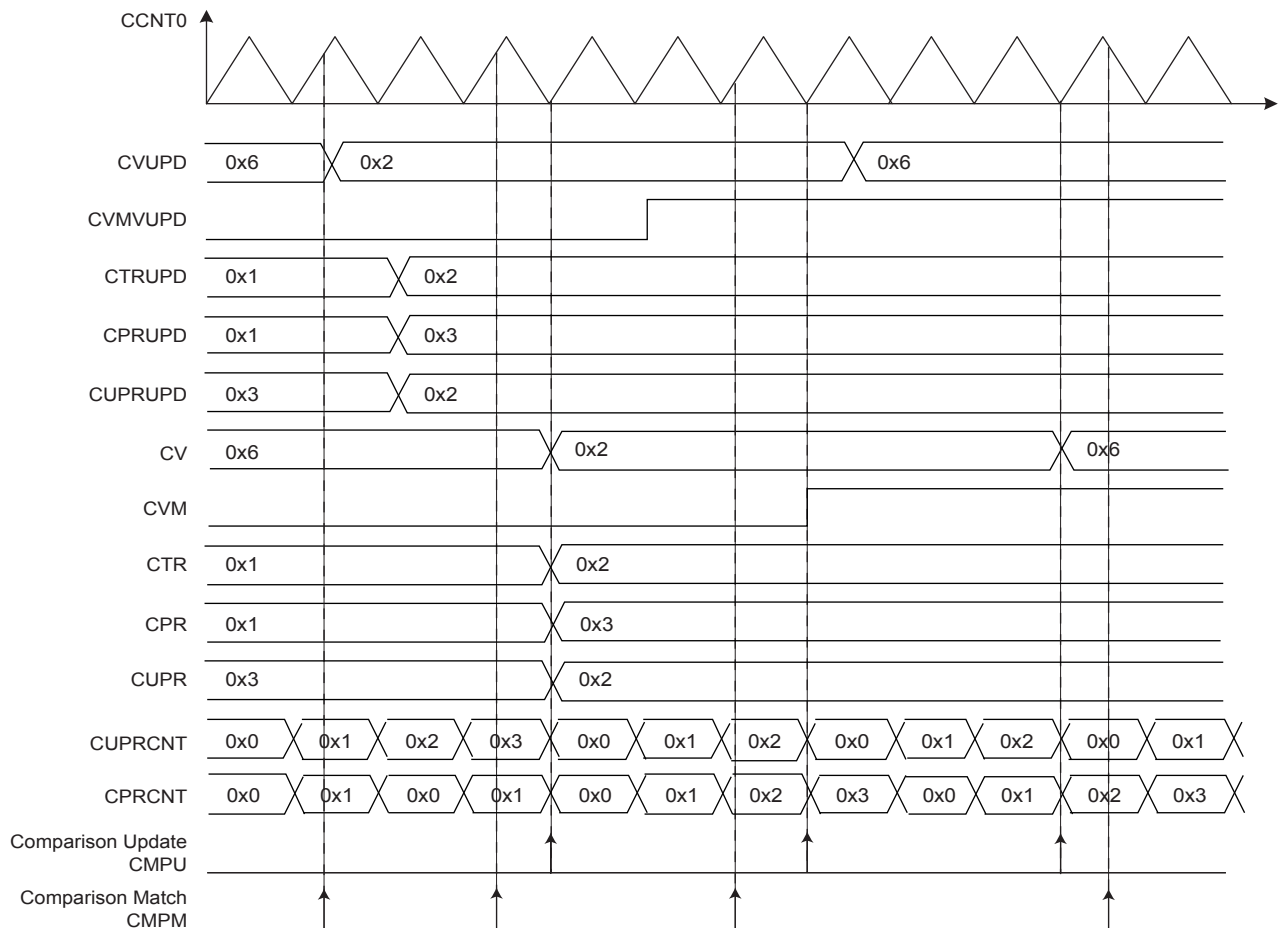 CCNT0
CVUPD 0x6 0x2 0x6
CVMVUPD
CTRUPD 0x1 0x2
CPRUPD 0x1 0x3
CUPRUPD 0x3 0x2
CV 0x6 0x2 0x6
CVM
CTR 0x1 0x2
CPR 0x1 0x3
CUPR 0x3 0x2
CUPRCNT 0x0 0x1 0x2 0x3 0x0 0x1 0x2 0x0 0x1 0x2 0x0 0x1
CPRCNT 0x0 0x1 0x0 0x1 0x0 0x1 0x2 0x3 0x0 0x1 0x2 0x3
Comparison Update
CMPU
Comparison Match
CMPM